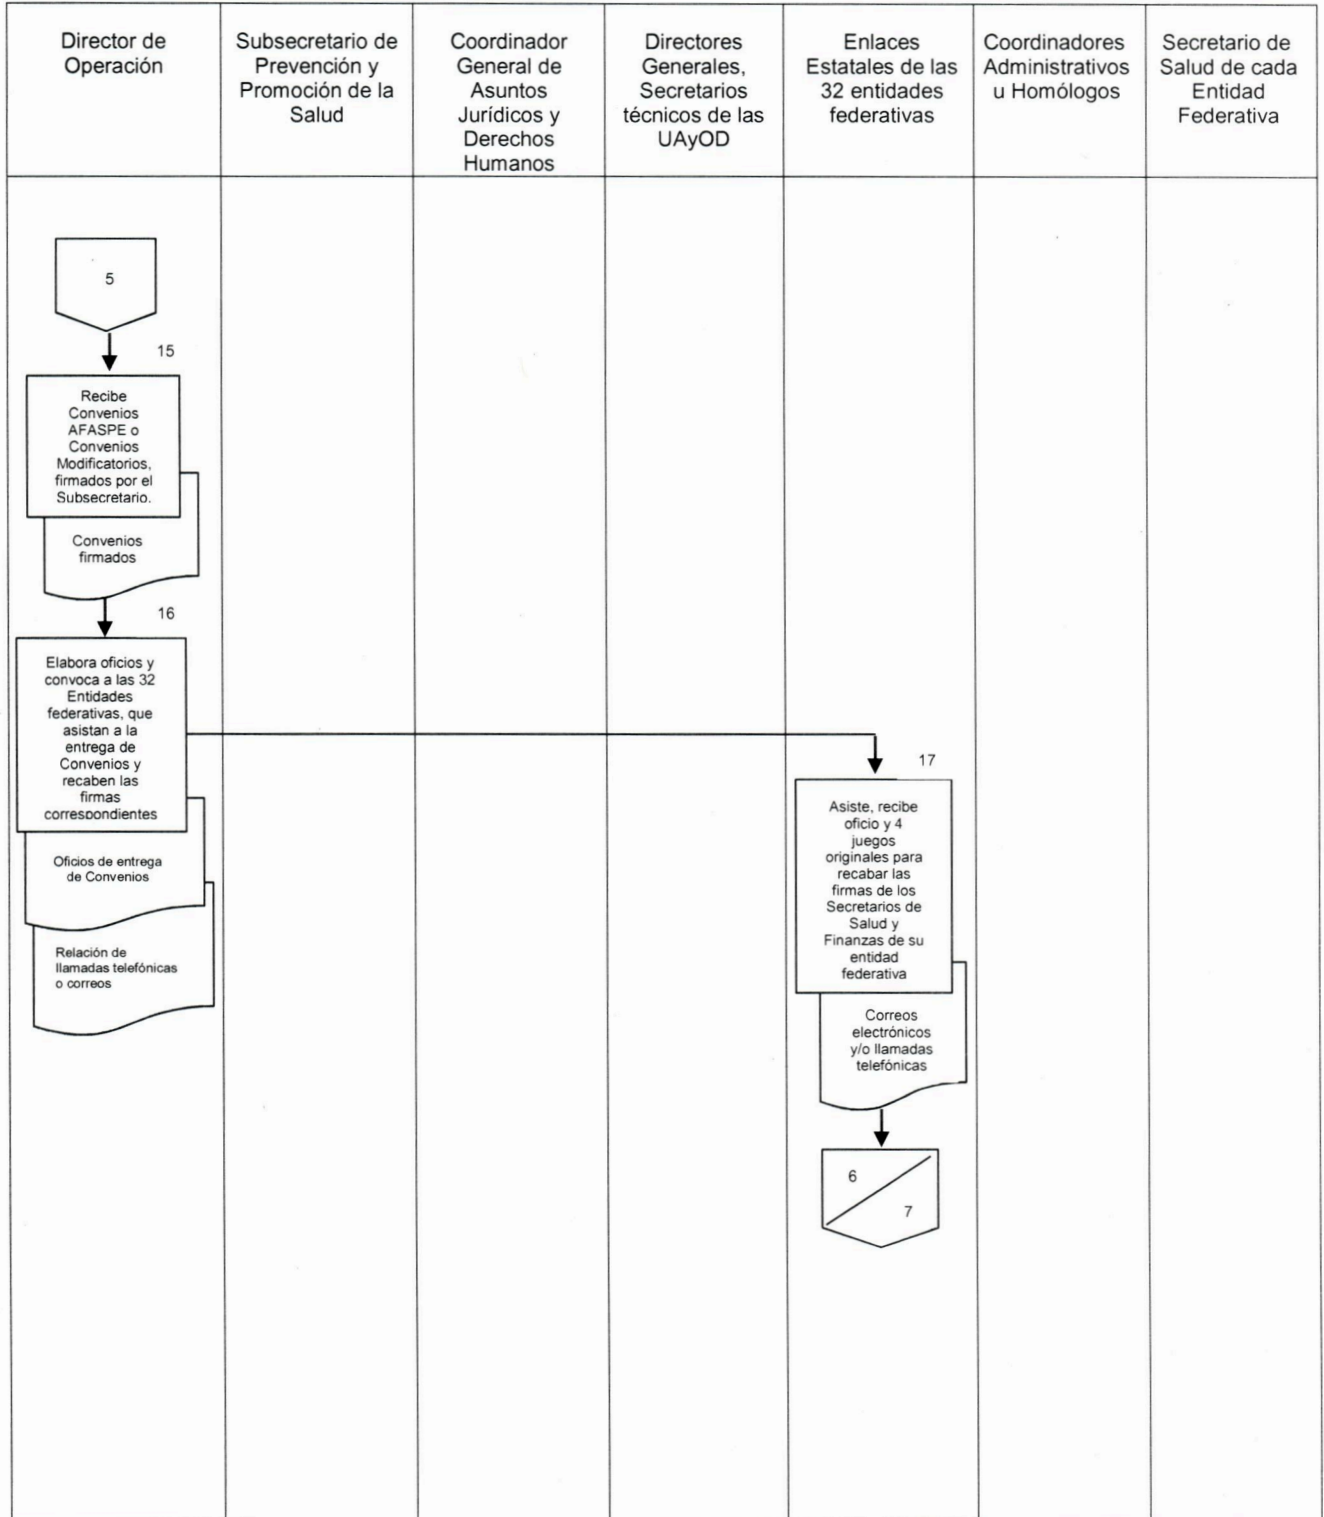 Director de
Operación
Subsecretario de
Prevención y
Promoción de la
Salud
Coordinador
General de
Asuntos
Jurídicos y
Derechos
Humanos
Directores
Generales,
Secretarios
técnicos de las
UAyOD
Enlaces
Estatales de las
32 entidades
federativas
Coordinadores
Administrativos
u Homólogos
Secretario de
Salud de cada
Entidad
Federativa
5
15
Recibe
Convenios
AFASPE o
Convenios
Modificatorios,
firmados por el
Subsecretario.
Convenios
firmados
16
Elabora oficios y
convoca a las 32
Entidades
federativas, que
asistan a la
entrega de
Convenios y
recaben las
firmas
correspondientes
Oficios de entrega
de Convenios
Relación de
llamadas telefónicas
o correos
17
Asiste, recibe
oficio y 4
juegos
originales para
recabar las
firmas de los
Secretarios de
Salud y
Finanzas de su
entidad
federativa
Correos
electrónicos
y/o llamadas
telefónicas
6
7